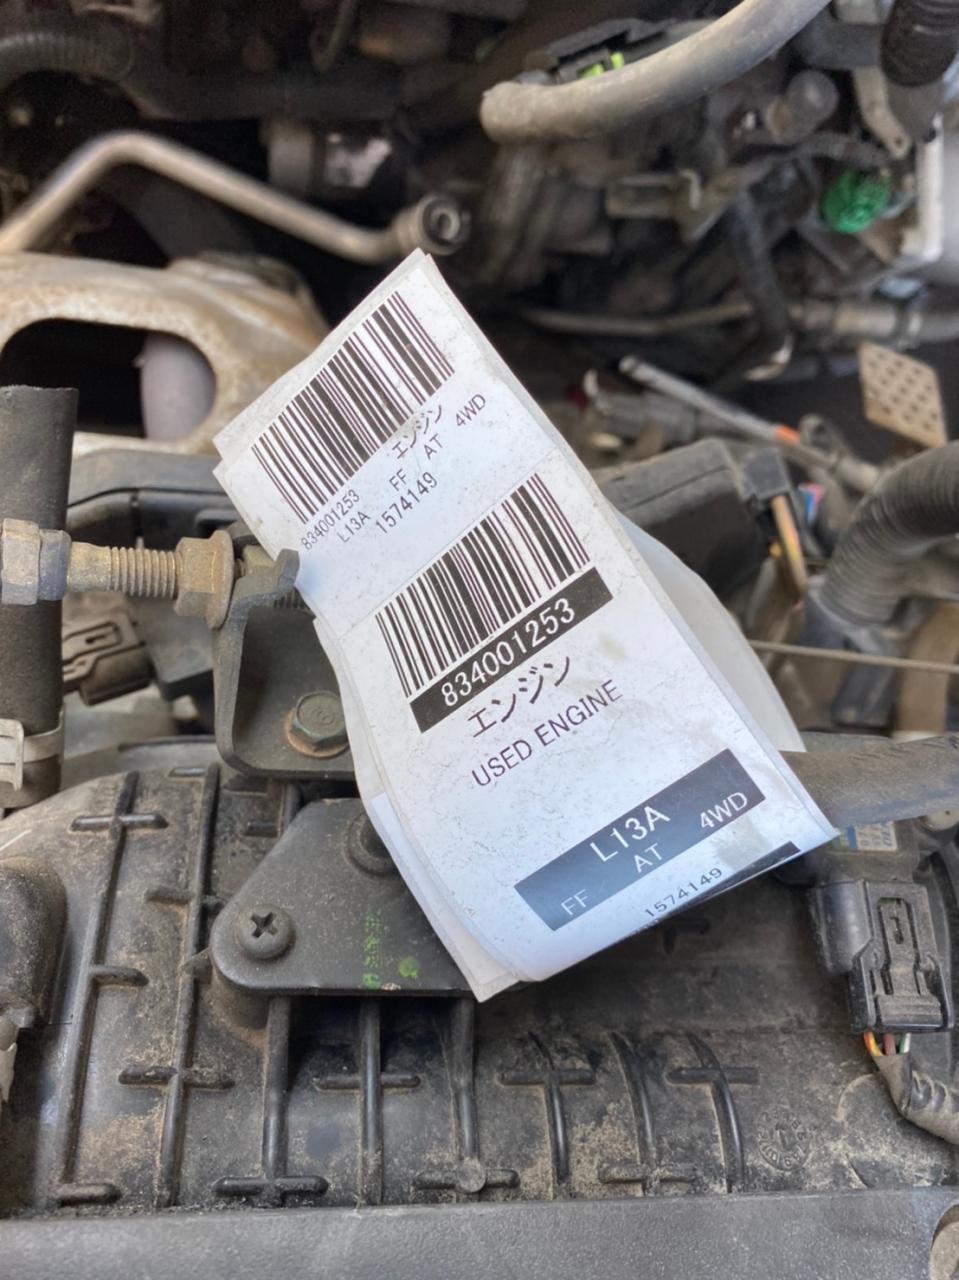 834001253 エンジン
L13A FF AT 4WD
1574149
834001253
エンジン
USED ENGINE
L13A
FF AT 4WD
1574149